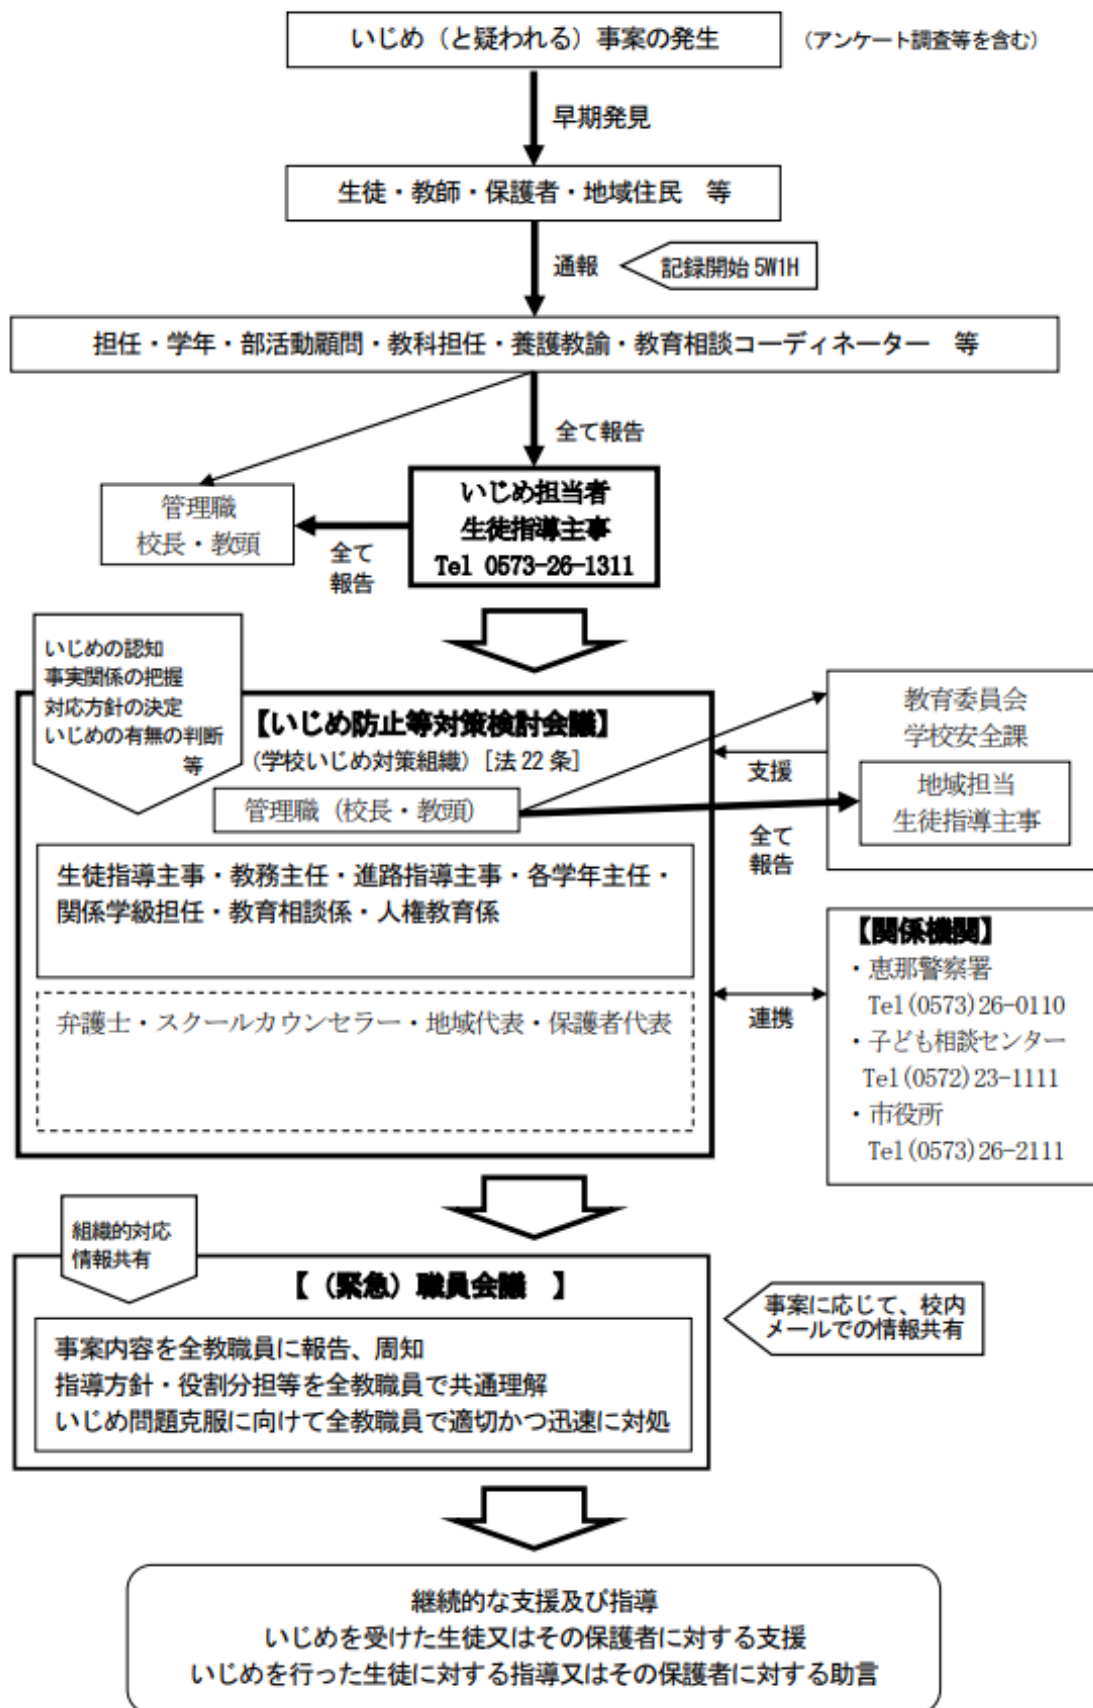 いじめ（と疑われる）事案の発生
（アンケート調査等を含む）
早期発見
生徒・教師・保護者・地域住民　等
通報
記録開始 5W1H
担任・学年・部活動顧問・教科担任・養護教諭・教育相談コーディネーター　等
全て報告
いじめ担当者
生徒指導主事
Tel 0573-26-1311
管理職
校長・教頭
全て
報告
いじめの認知
事実関係の把握
対応方針の決定
いじめの有無の判断
等
【いじめ防止等対策検討会議】
(学校いじめ対策組織)［法 22 条］
管理職（校長・教頭）
生徒指導主事・教務主任・進路指導主事・各学年主任・
関係学級担任・教育相談係・人権教育係
弁護士・スクールカウンセラー・地域代表・保護者代表
教育委員会
学校安全課
地域担当
生徒指導主事
支援
全て
報告
連携
【関係機関】
・恵那警察署
Tel(0573)26-0110
・子ども相談センター
Tel(0572)23-1111
・市役所
Tel(0573)26-2111
組織的対応
情報共有
【（緊急）職員会議　】
事案内容を全教職員に報告、周知
指導方針・役割分担等を全教職員で共通理解
いじめ問題克服に向けて全教職員で適切かつ迅速に対処
事案に応じて、校内
メールでの情報共有
継続的な支援及び指導
いじめを受けた生徒又はその保護者に対する支援
いじめを行った生徒に対する指導又はその保護者に対する助言